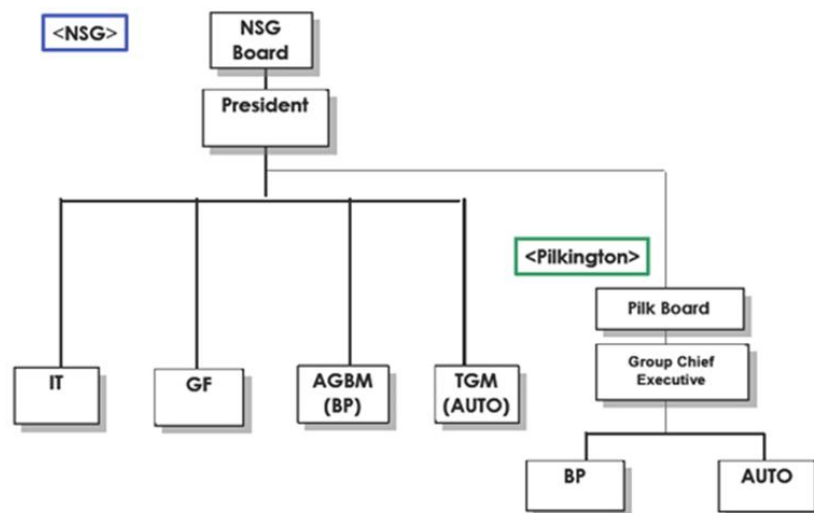 <NSG>
NSG
Board
President
<Pilkington>
Pilk Board
Group Chief
Executive
IT
GF
AGBM
(BP)
TGM
(AUTO)
BP
AUTO